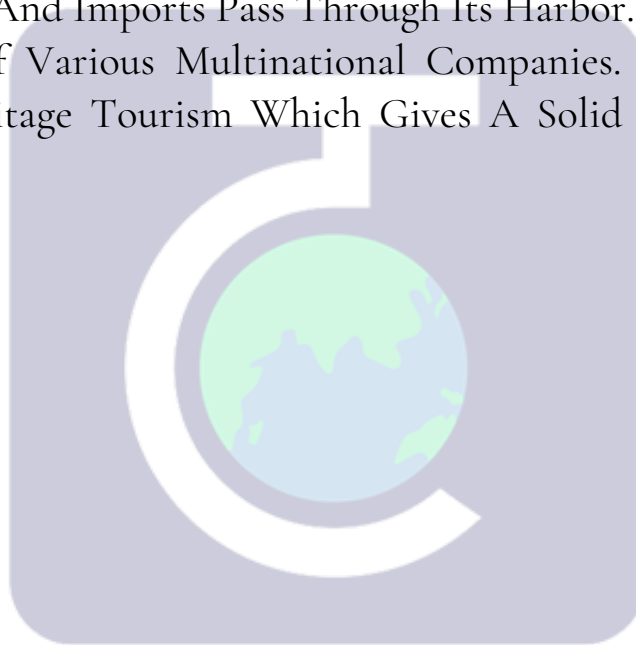 And Imports Pass Through Its Harbor.
Various Multinational Companies.
Tourism Which Gives A Solid